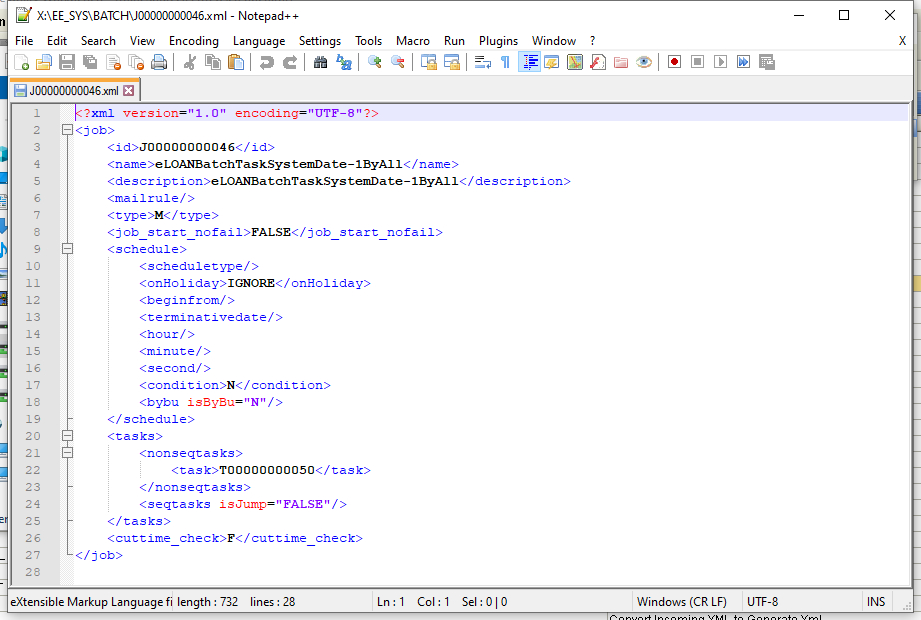 X:\EE_SYS\BATCH\J00000000046.xml - Notepad++
File Edit Search View Encoding Language Settings Tools Macro Run Plugins Window ? X
J00000000046.xml
1 <?xml version="1.0" encoding="UTF-8"?>
2 <job>
3 <id>J00000000046</id>
4 <name>eLOANBatchTaskSystemDate-1ByAll</name>
5 <description>eLOANBatchTaskSystemDate-1ByAll</description>
6 <mailrule/>
7 <type>M</type>
8 <job_start_nofail>FALSE</job_start_nofail>
9 <schedule>
10 <scheduletype/>
11 <onHoliday>IGNORE</onHoliday>
12 <beginfrom/>
13 <terminativedate/>
14 <hour/>
15 <minute/>
16 <second/>
17 <condition>N</condition>
18 <bybu isByBu="N"/>
19 </schedule>
20 <tasks>
21 <nonseqtasks>
22 <task>T00000000050</task>
23 </nonseqtasks>
24 <seqtasks isJump="FALSE"/>
25 </tasks>
26 <cuttime_check>F</cuttime_check>
27 </job>
28
eXtensible Markup Language fi length : 732 lines : 28 Ln : 1 Col : 1 Sel : 0 | 0 Windows (CR LF) UTF-8 INS